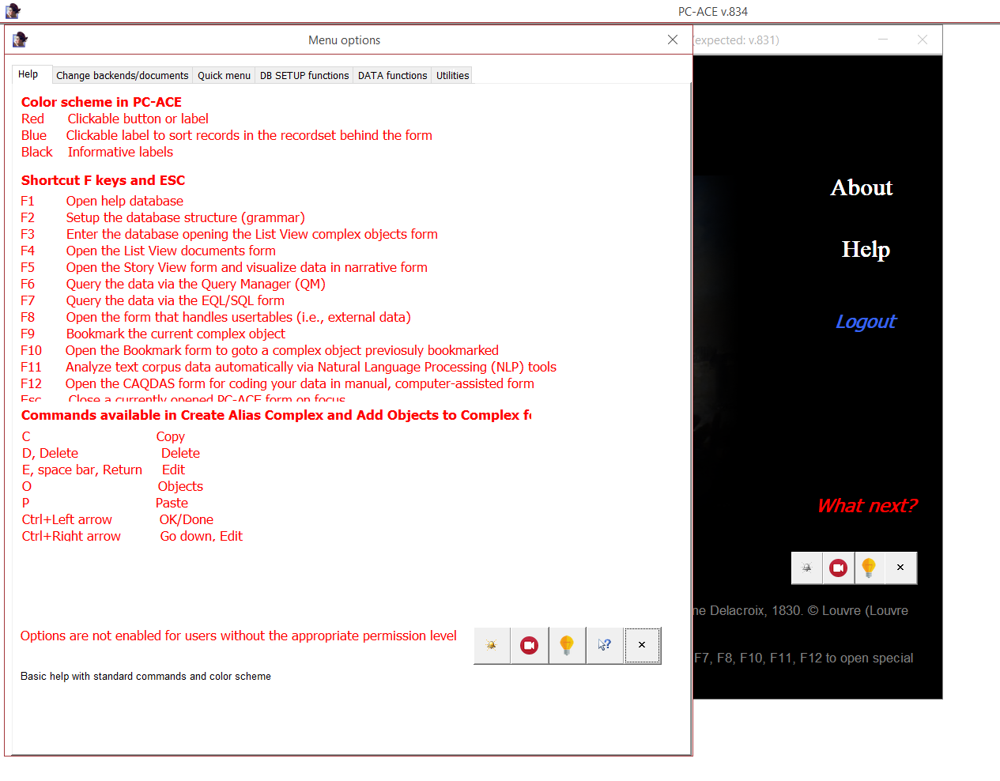 PC-ACE v.834
Menu options
(expected: v.831)
Help Change backends/documents Quick menu DB SETUP functions DATA functions Utilities
Color scheme in PC-ACE
Red Clickable button or label
Blue Clickable label to sort records in the recordset behind the form
Black Informative labels
Shortcut F keys and ESC
F1 Open help database
F2 Setup the database structure (grammar)
F3 Enter the database opening the List View complex objects form
F4 Open the List View documents form
F5 Open the Story View form and visualize data in narrative form
F6 Query the data via the Query Manager (QM)
F7 Query the data via the EQL/SQL form
F8 Open the form that handles usertables (i.e., external data)
F9 Bookmark the current complex object
F10 Open the Bookmark form to goto a complex object previosuly bookmarked
F11 Analyze text corpus data automatically via Natural Language Processing (NLP) tools
F12 Open the CAQDAS form for coding your data in manual, computer-assisted form
Esc Close a currently opened PC-ACE form on focus
Commands available in Create Alias Complex and Add Objects to Complex fo
C Copy
D, Delete Delete
E, space bar, Return Edit
O Objects
P Paste
Ctrl+Left arrow OK/Done
Ctrl+Right arrow Go down, Edit
Options are not enabled for users without the appropriate permission level
Basic help with standard commands and color scheme
About
Help
Logout
What next?
ne Delacroix, 1830. © Louvre (Louvre
F7, F8, F10, F11, F12 to open special